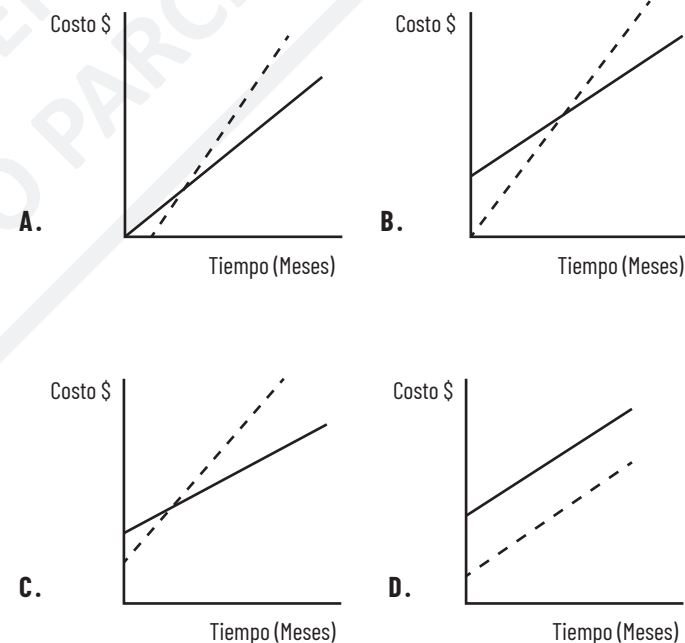 Costo $
A.
Tiempo (Meses)
Costo $
B.
Tiempo (Meses)
Costo $
C.
Tiempo (Meses)
Costo $
D.
Tiempo (Meses)